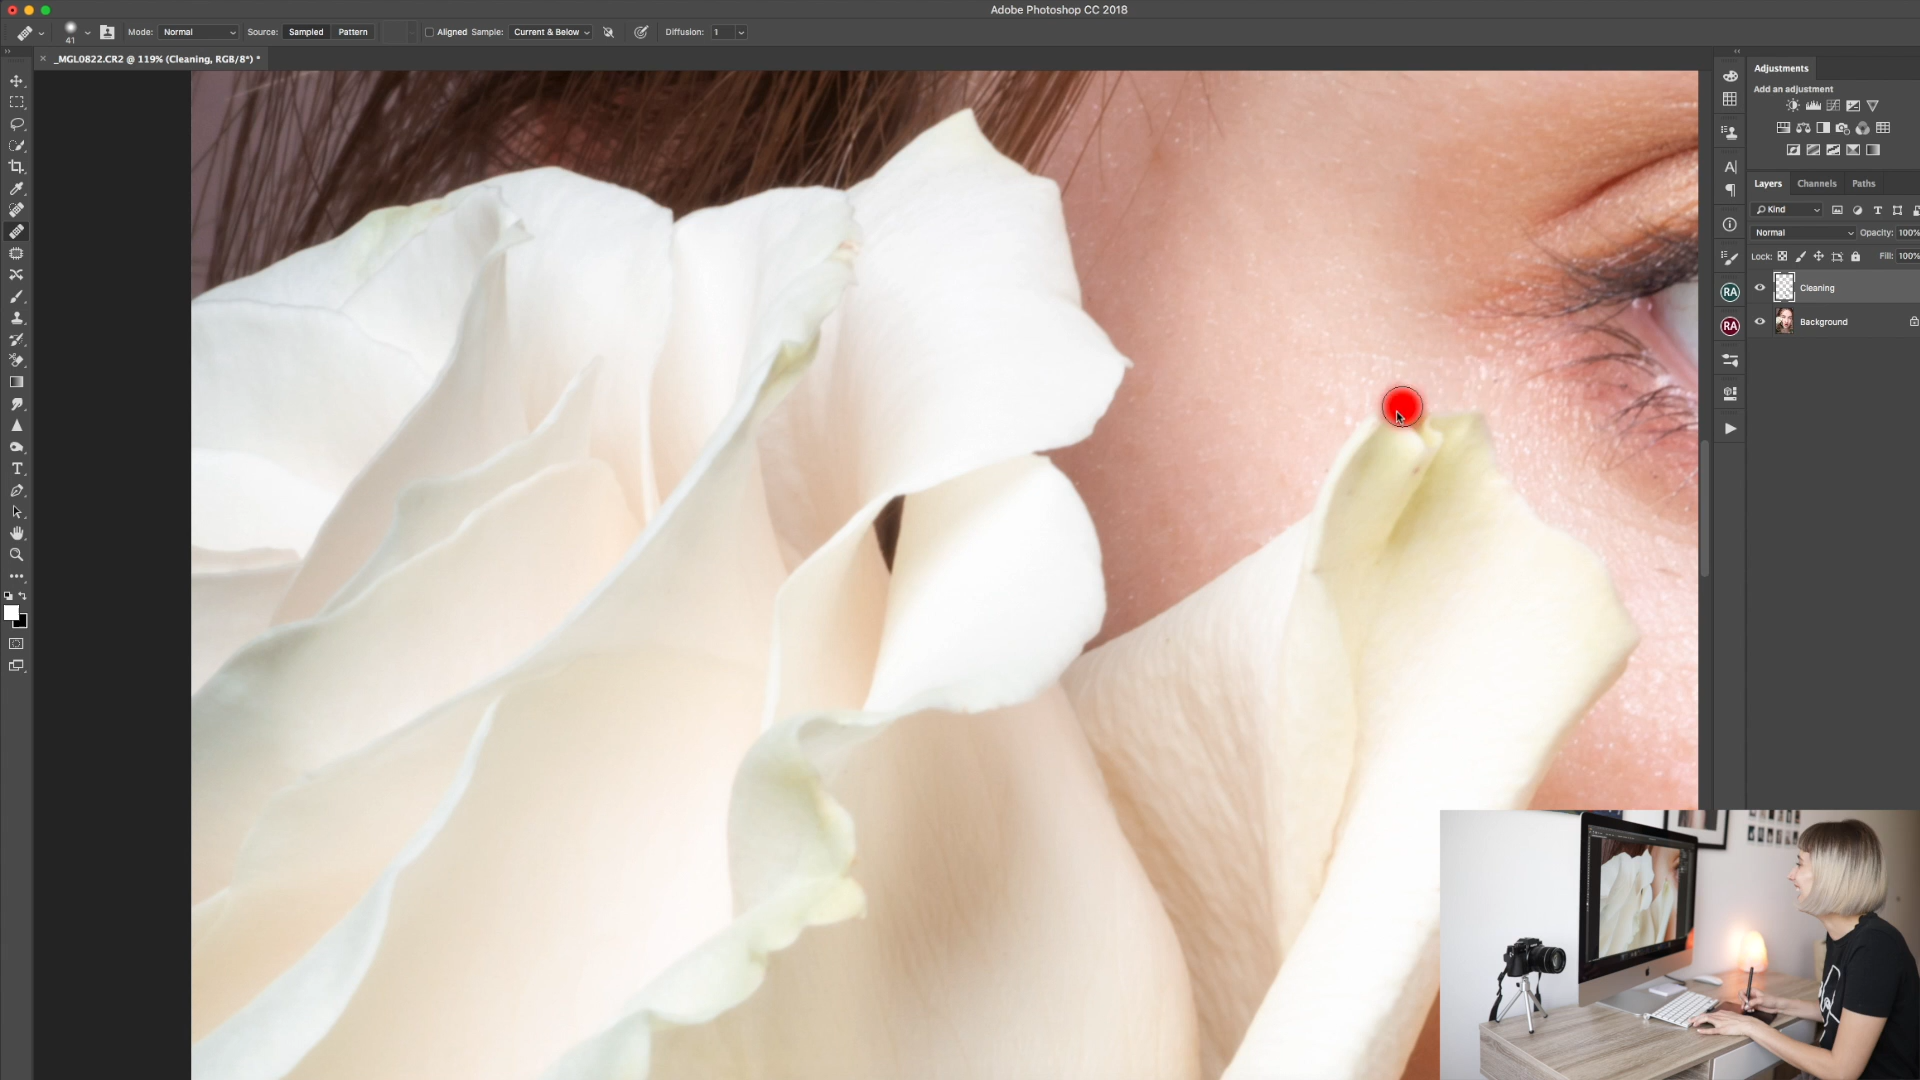 Adobe Photoshop CC 2018
41
Mode: Normal
Source: Sampled Pattern
Aligned Sample: Current & Below
Diffusion: 1
_MGL0822.CR2 @ 119% (Cleaning, RGB/8*) *
Adjustments
Add an adjustment
Layers Channels Paths
Kind
Normal Opacity: 100%
Lock: Fill: 100%
RA
Cleaning
RA
Background